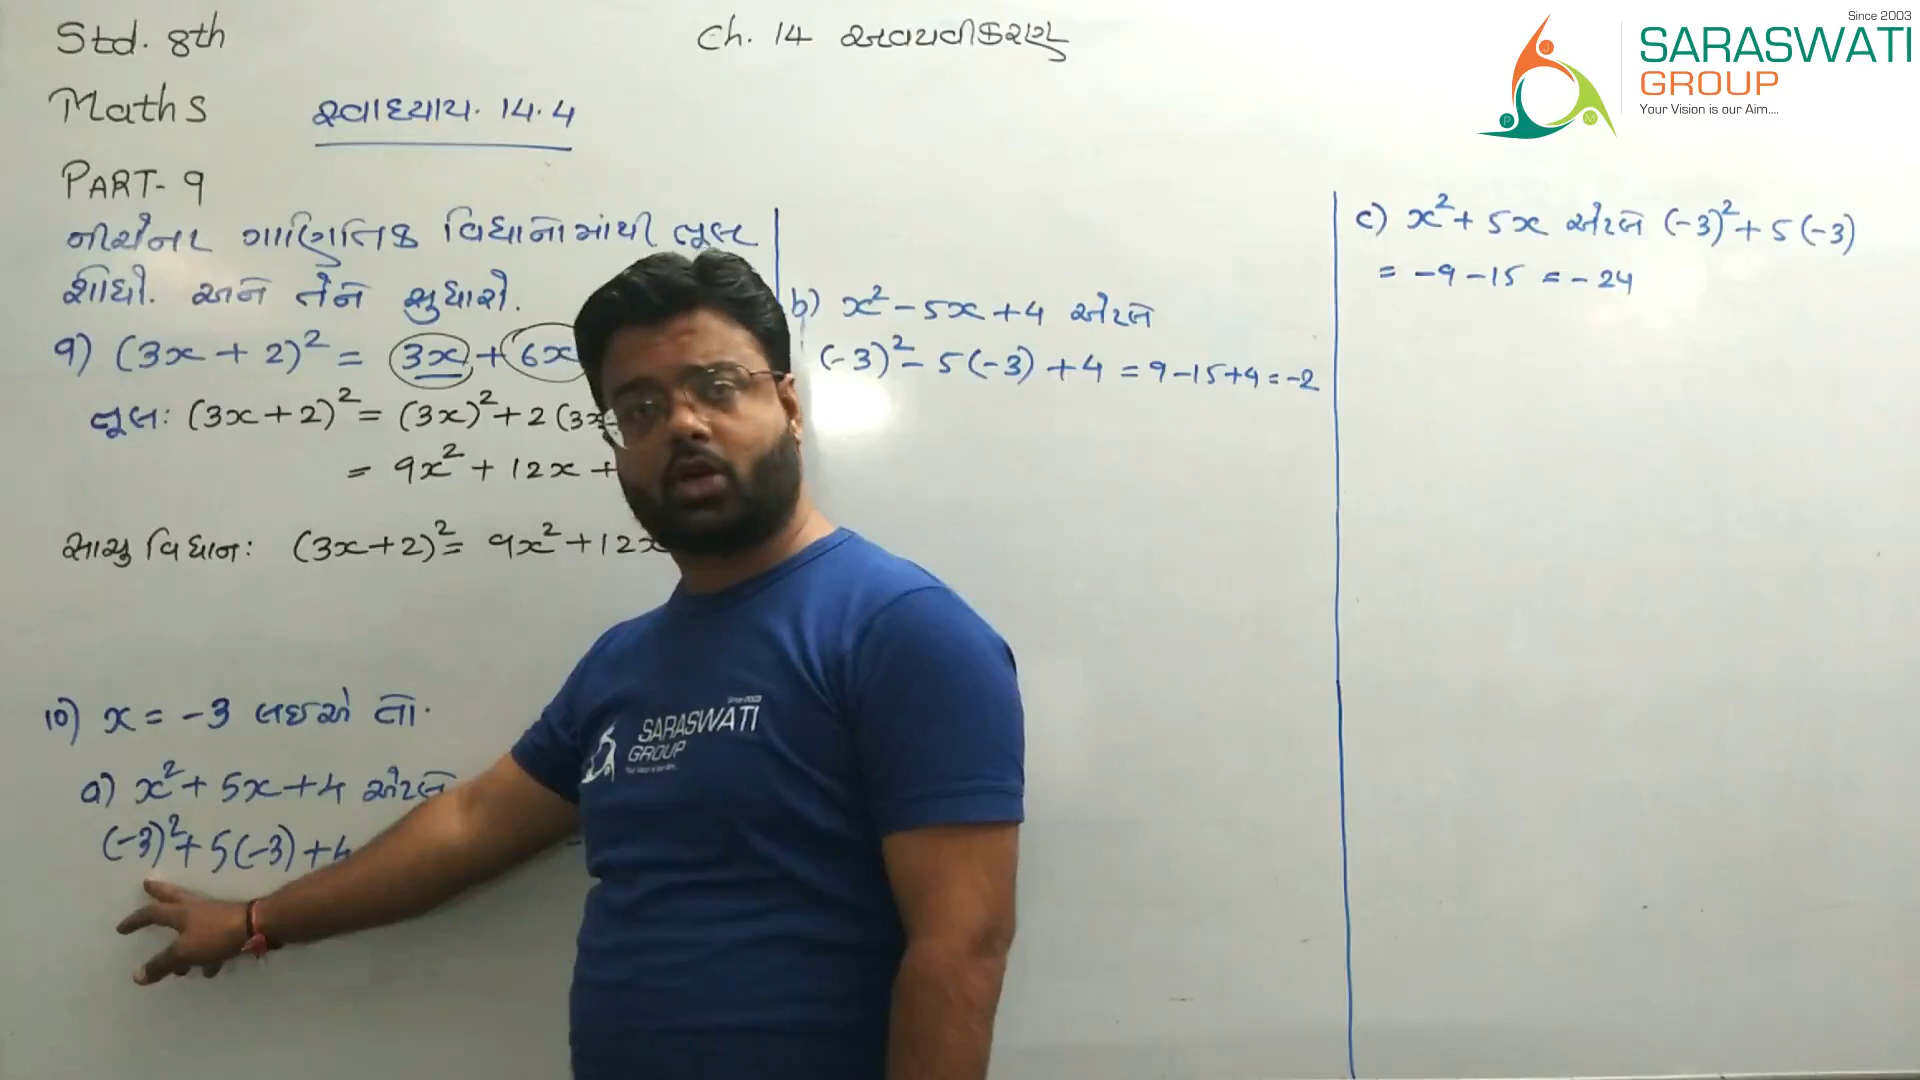 Std. 8th
Ch. 14 અવયવીકરણ
Maths
સ્વાધ્યાય. 14.4
PART- 9
નીચેના ગાણિતિક વિધાનોમાંથી ભૂલ
શોધો. અને તેને સુધારો.
9) (3x + 2)² = 3x + 6x
ભૂલ: (3x+2)² = (3x)² + 2 (3x
= 9x² + 12x +
સાચુ વિધાન: (3x+2)² = 9x² + 12x
10) x = -3 લઇએ તો.
a) x² + 5x + 4 એટલે
(-3)² + 5(-3) + 4
b) x² - 5x + 4 એટલે
(-3)² - 5(-3) + 4 = 9-15+4 = -2
c) x² + 5x એટલે (-3)² + 5(-3)
= -9 - 15 = -24
Since 2003
SARASWATI
GROUP
Your Vision is our Aim....
J
P
M
Since 2003
SARASWATI
GROUP